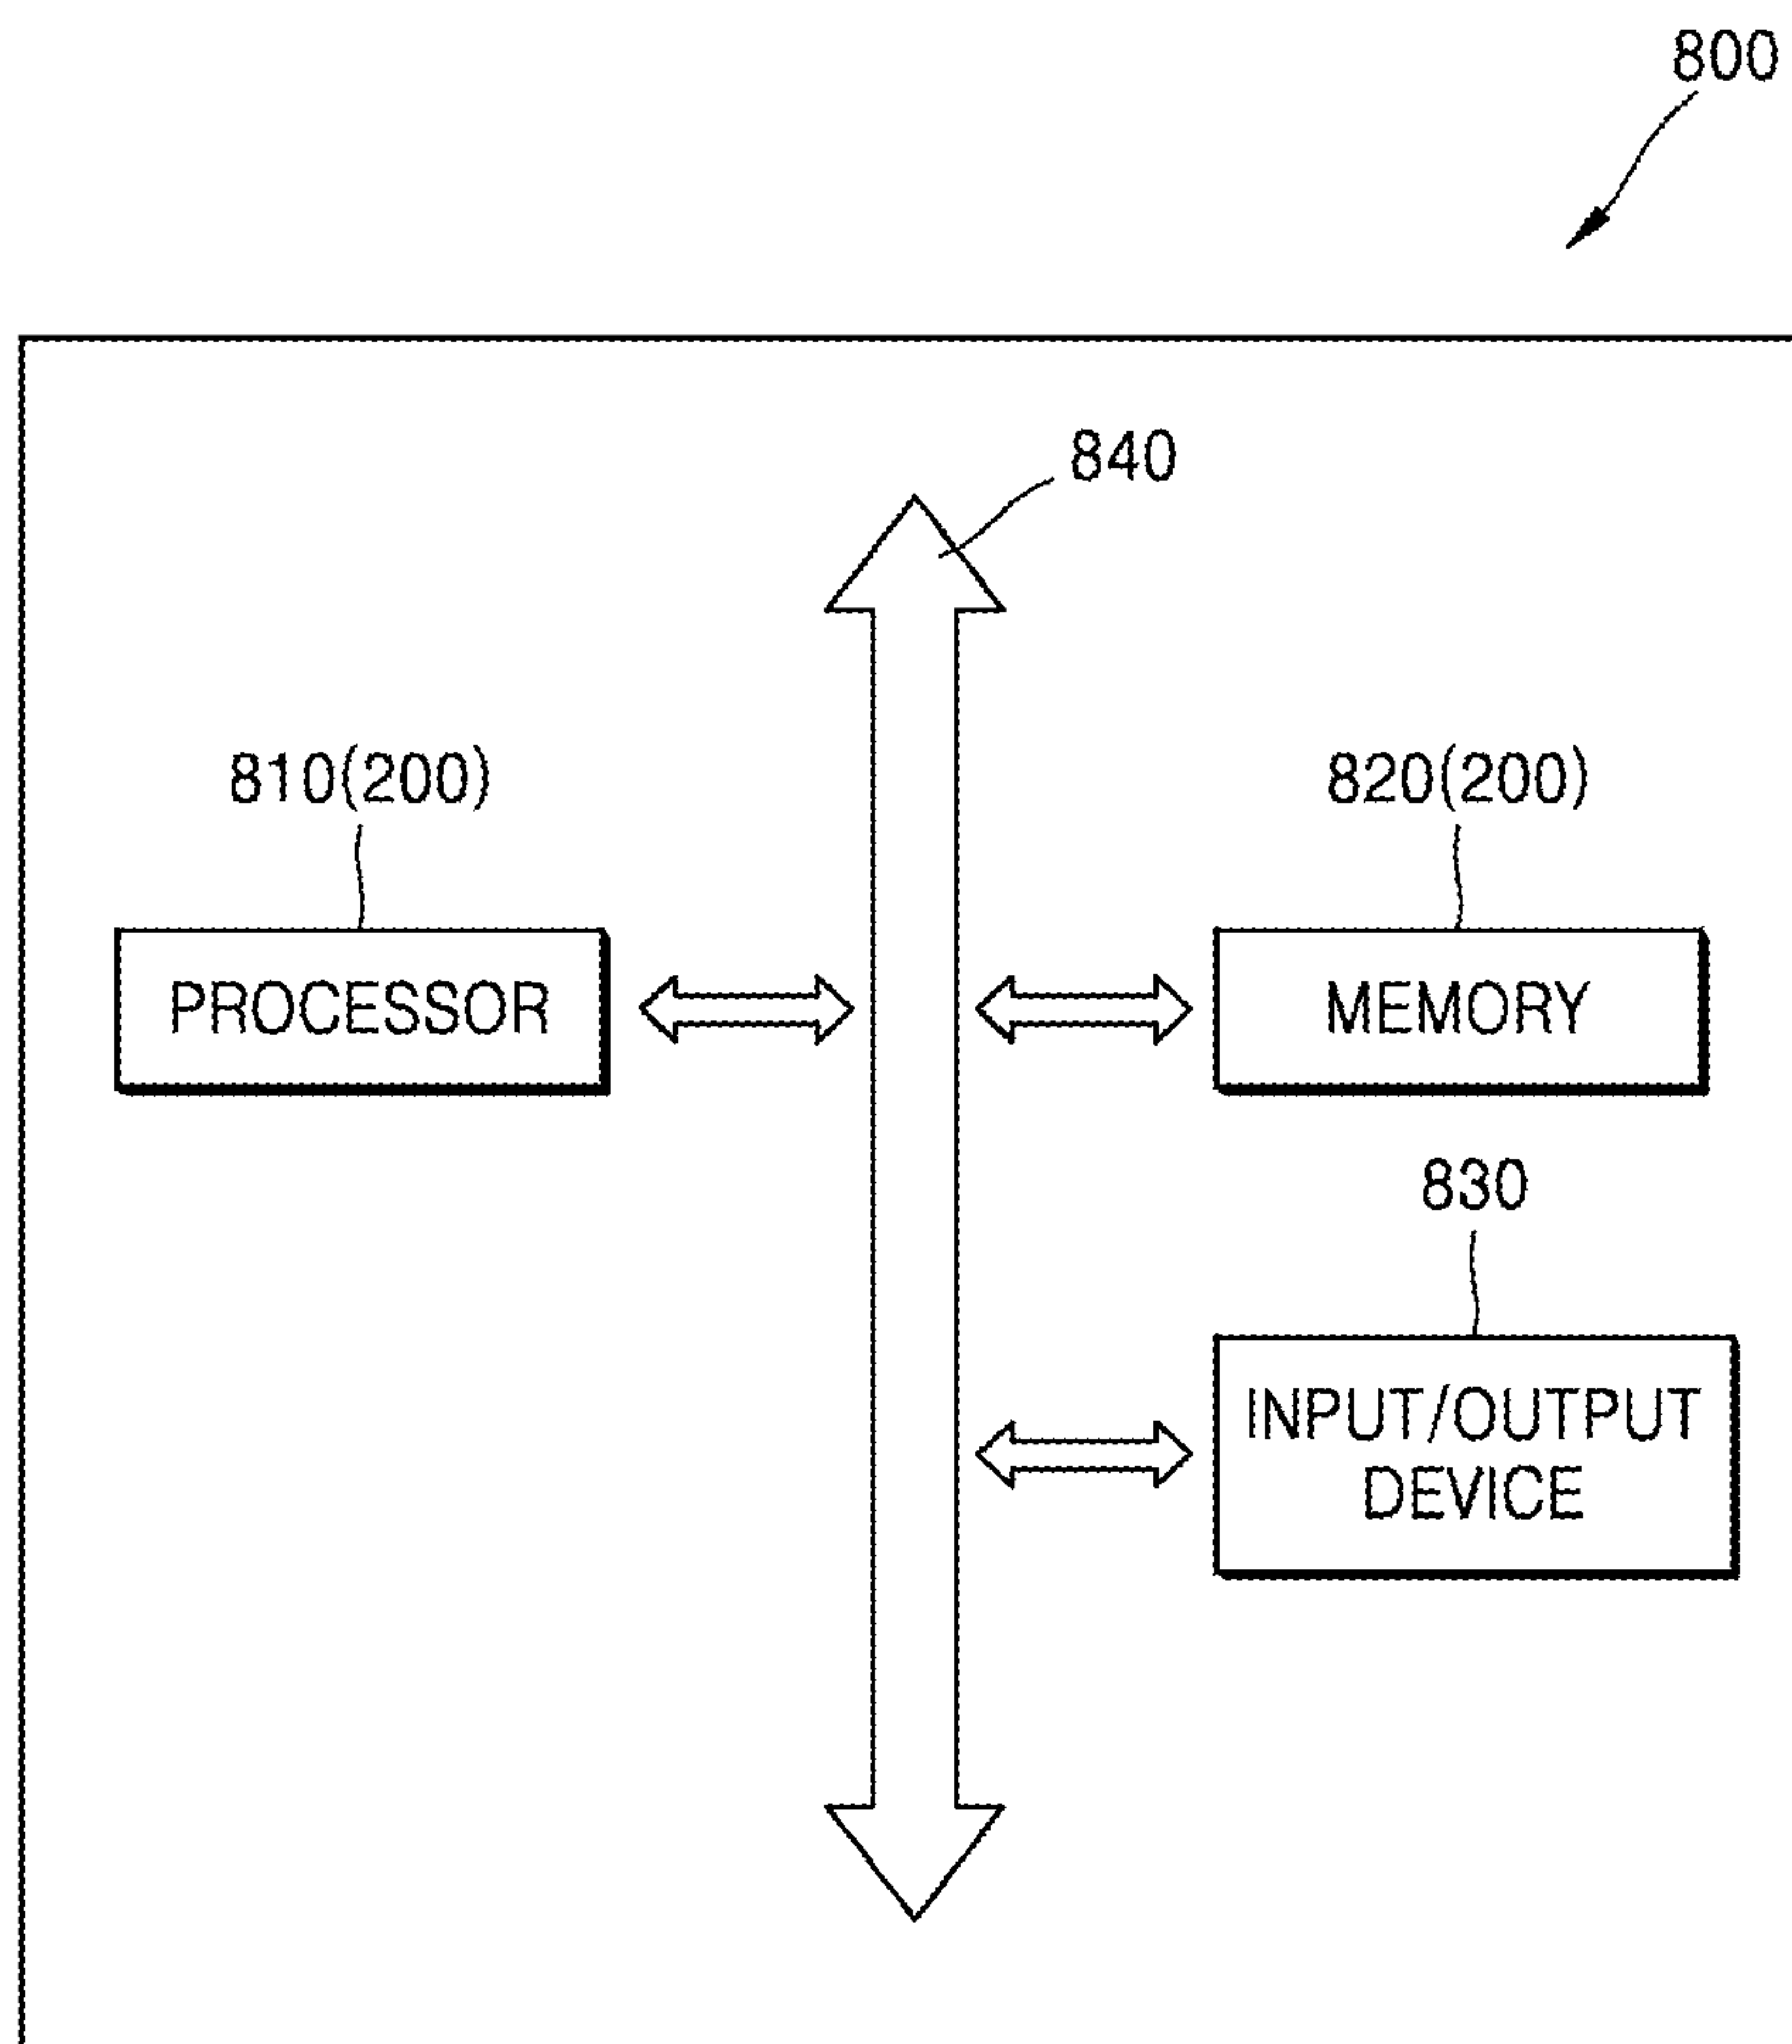 800
840
810(200)
820(200)
PROCESSOR
MEMORY
830
INPUT/OUTPUT
DEVICE